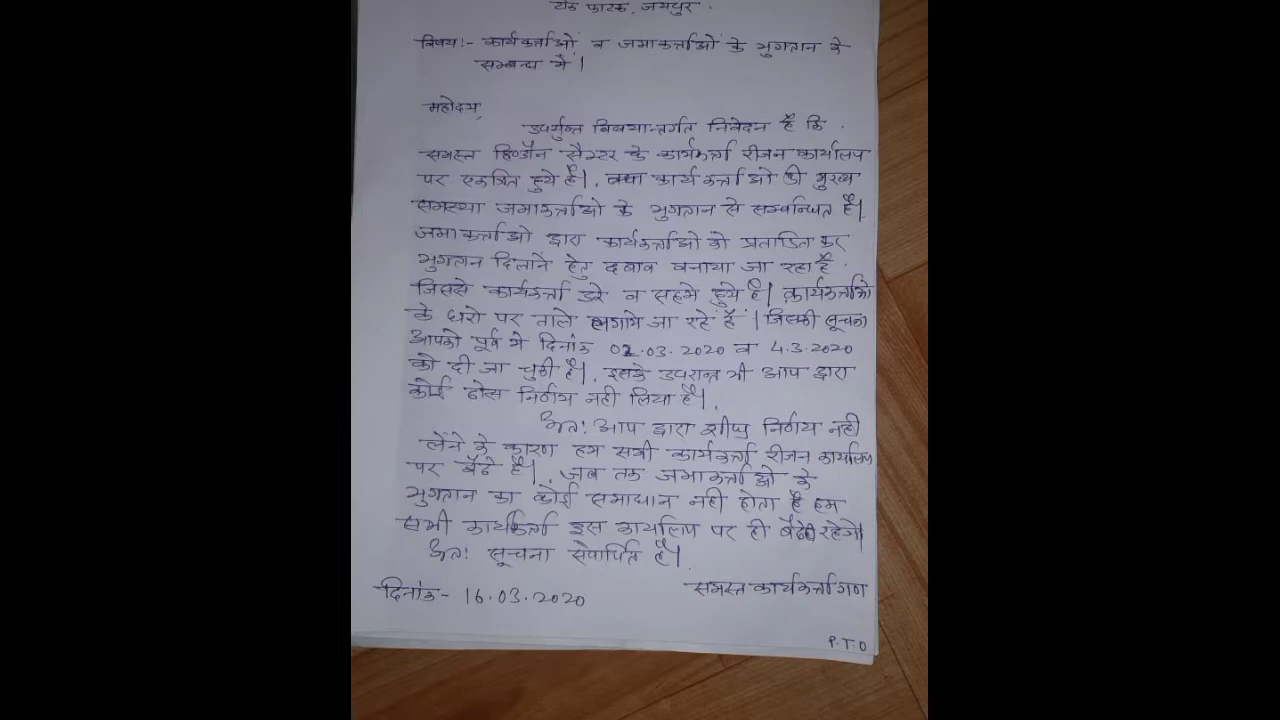 टोंक फाटक, जयपुर.
विषय:- कार्यकर्त्ताओं व जमाकर्त्ताओं के भुगतान के
सम्बन्ध में।
महोदय,
उपर्युक्त विषयान्तर्गत निवेदन है कि
समस्त हिण्डौन सैक्टर के कार्यकर्त्ता रीजन कार्यालय
पर एकत्रित हुये है। कार्यकर्त्ताओ की मुख्य
समस्या जमाकर्त्ताओ के भुगतान से सम्बन्धित है।
जमाकर्त्ताओ द्वारा कार्यकर्त्ताओ को प्रताडित कर
भुगतान दिलाने हेतु दबाव बनाया जा रहा है.
जिससे कार्यकर्त्ता डरे व सहमे हुये है। कार्यकर्त्ताओ
के घरो पर ताले लगाये जा रहे है। जिसकी सूचना
आपको पूर्व मे दिनांक 02.03.2020 व 4.3.2020
को दी जा चुकी है। इसके उपरान्त भी आप द्वारा
कोई ठोस निर्णय नही लिया है।
अत: आप द्वारा शीघ्र निर्णय नही
लेंने के कारण हम सभी कार्यकर्त्ता रीजन कार्यालय
पर बैठे है। जब तक जमाकर्त्ताओ के
भुगतान का कोई समाधान नही होता है हम
सभी कार्यकर्त्ता इस कार्यालय पर ही बैठे रहेगे।
अत: सूचना सेवार्पित है।
दिनांक- 16.03.2020
समस्त कार्यकर्त्तागण
P.T.O